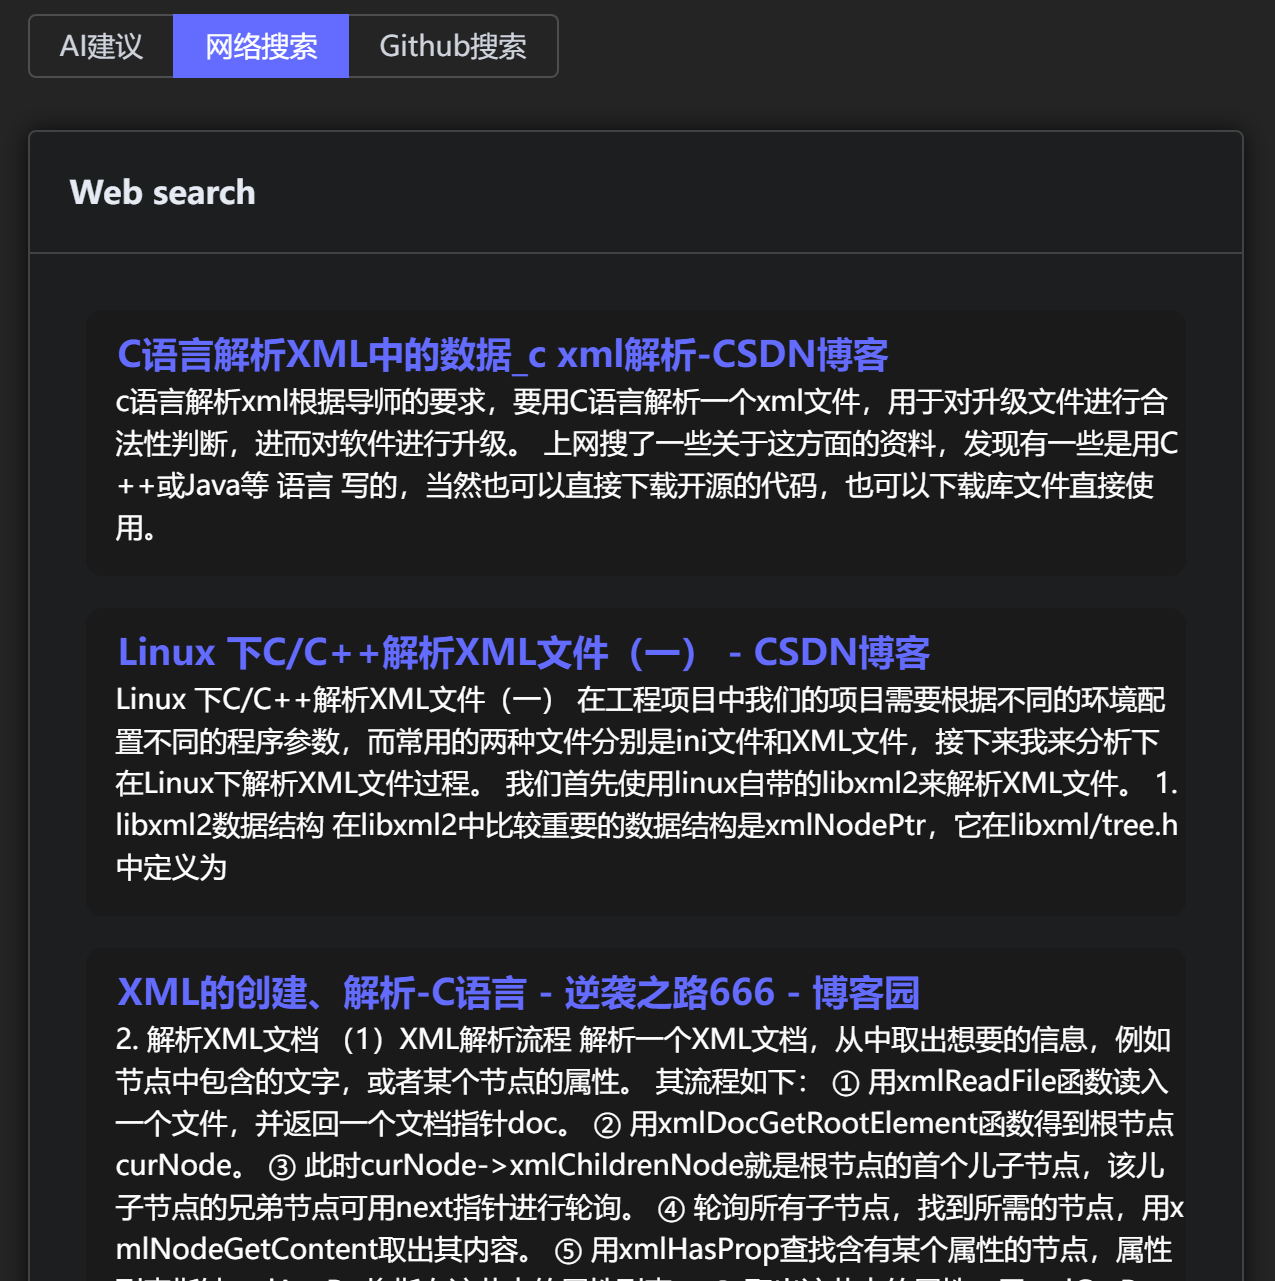 AI建议 网络搜索 Github搜索
Web search
C语言解析XML中的数据_c xml解析-CSDN博客
c语言解析xml根据导师的要求，要用C语言解析一个xml文件，用于对升级文件进行合
法性判断，进而对软件进行升级。 上网搜了一些关于这方面的资料，发现有一些是用C
++或Java等 语言 写的，当然也可以直接下载开源的代码，也可以下载库文件直接使
用。
Linux 下C/C++解析XML文件（一） - CSDN博客
Linux 下C/C++解析XML文件（一） 在工程项目中我们的项目需要根据不同的环境配
置不同的程序参数，而常用的两种文件分别是ini文件和XML文件，接下来我来分析下
在Linux下解析XML文件过程。 我们首先使用linux自带的libxml2来解析XML文件。 1.
libxml2数据结构 在libxml2中比较重要的数据结构是xmlNodePtr，它在libxml/tree.h
中定义为
XML的创建、解析-C语言 - 逆袭之路666 - 博客园
2. 解析XML文档 （1）XML解析流程 解析一个XML文档，从中取出想要的信息，例如
节点中包含的文字，或者某个节点的属性。 其流程如下： ① 用xmlReadFile函数读入
一个文件，并返回一个文档指针doc。 ② 用xmlDocGetRootElement函数得到根节点
curNode。 ③ 此时curNode->xmlChildrenNode就是根节点的首个儿子节点，该儿
子节点的兄弟节点可用next指针进行轮询。 ④ 轮询所有子节点，找到所需的节点，用x
mlNodeGetContent取出其内容。 ⑤ 用xmlHasProp查找含有某个属性的节点，属性